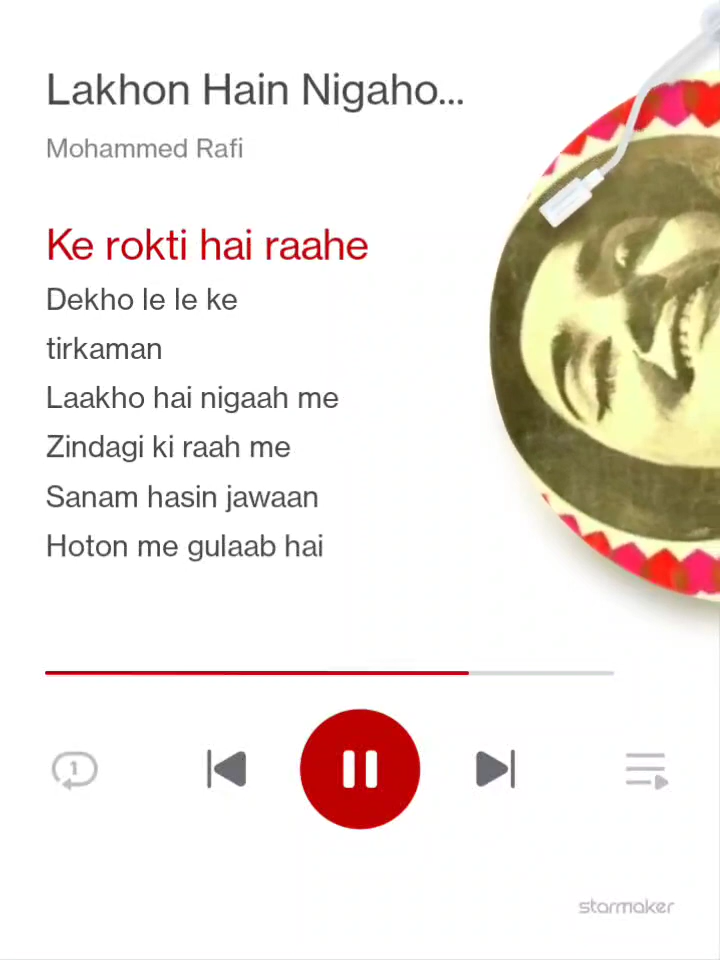 Lakhon Hain Nigaho...
Mohammed Rafi
Ke rokti hai raahe
Dekho le le ke
tirkaman
Laakho hai nigaah me
Zindagi ki raah me
Sanam hasin jawaan
Hoton me gulaab hai
1
starmaker